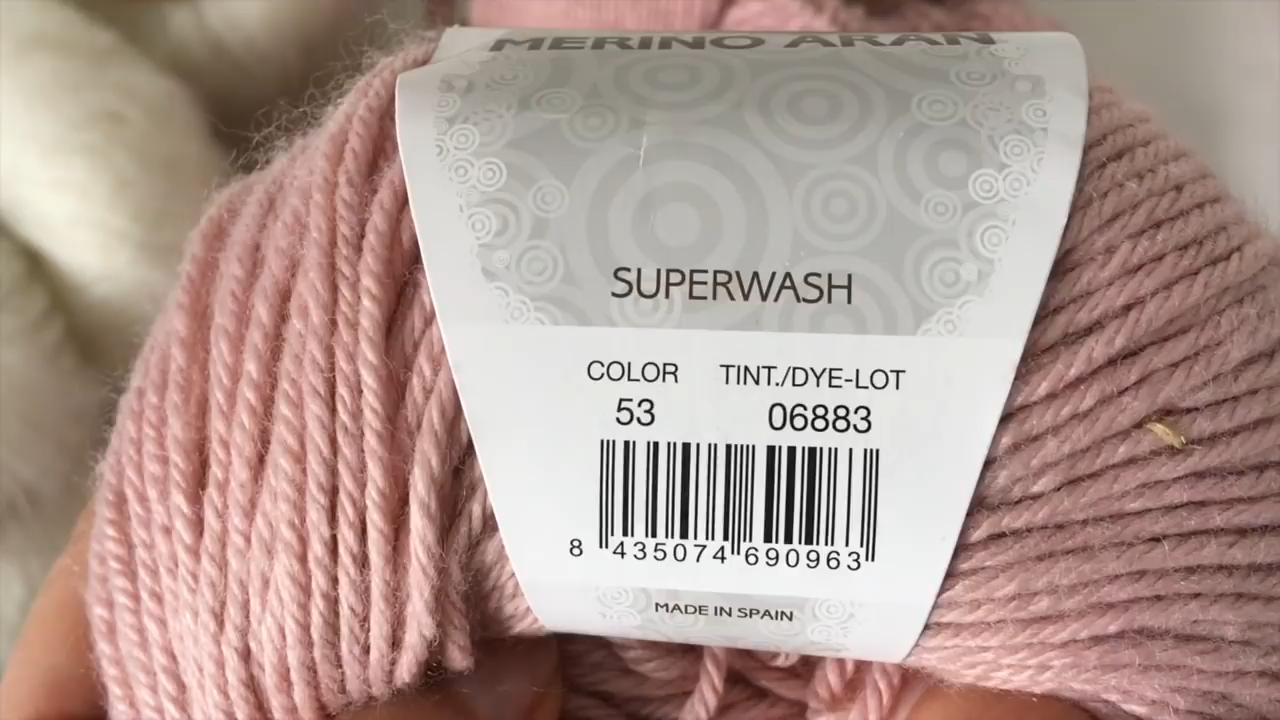 MERINO ARAN
SUPERWASH
COLOR TINT./DYE-LOT
53 06883
8 435074 690963
MADE IN SPAIN